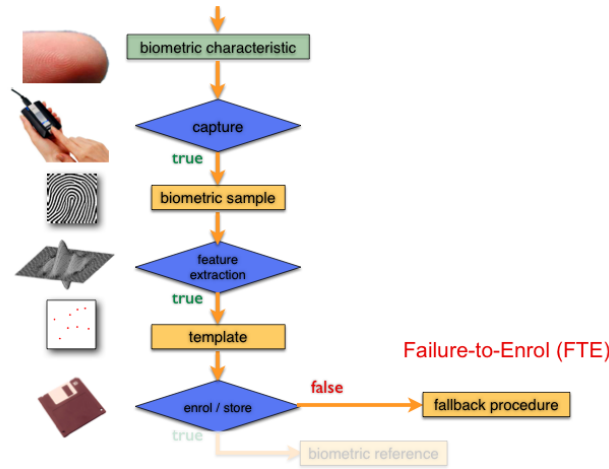 biometric characteristic
capture
true
biometric sample
feature
extraction
true
template
Failure-to-Enrol (FTE)
enrol / store
false
fallback procedure
true
biometric reference